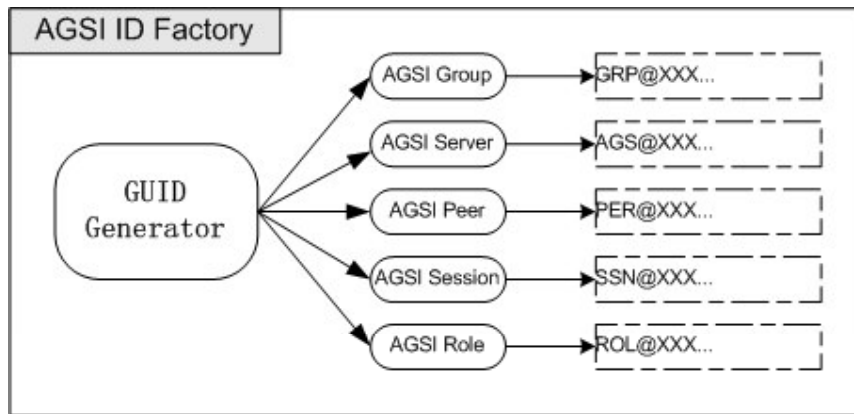 AGSI ID Factory
GUID
Generator
AGSI Group
GRP@XXX...
AGSI Server
AGS@XXX...
AGSI Peer
PER@XXX...
AGSI Session
SSN@XXX...
AGSI Role
ROL@XXX...